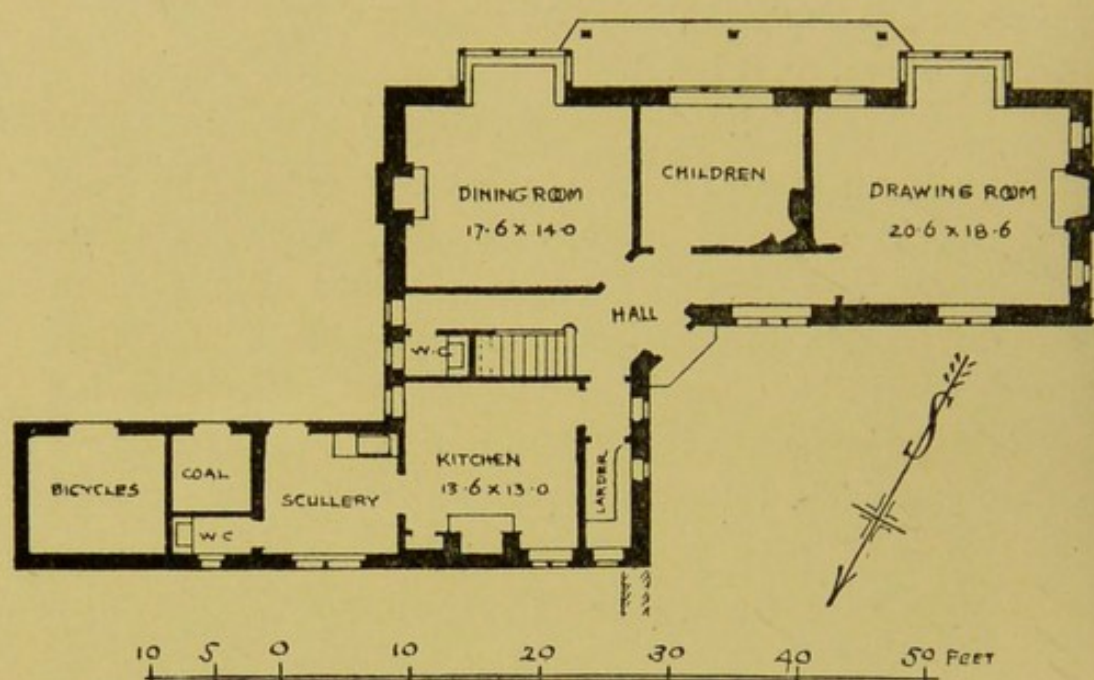 DINING ROOM
17·6 × 14·0
CHILDREN
DRAWING ROOM
20·6 × 18·6
HALL
W·C
KITCHEN
13·6 × 13·0
LARDER
BICYCLES
COAL
SCULLERY
W C
10 5 0 10 20 30 40 50 FEET